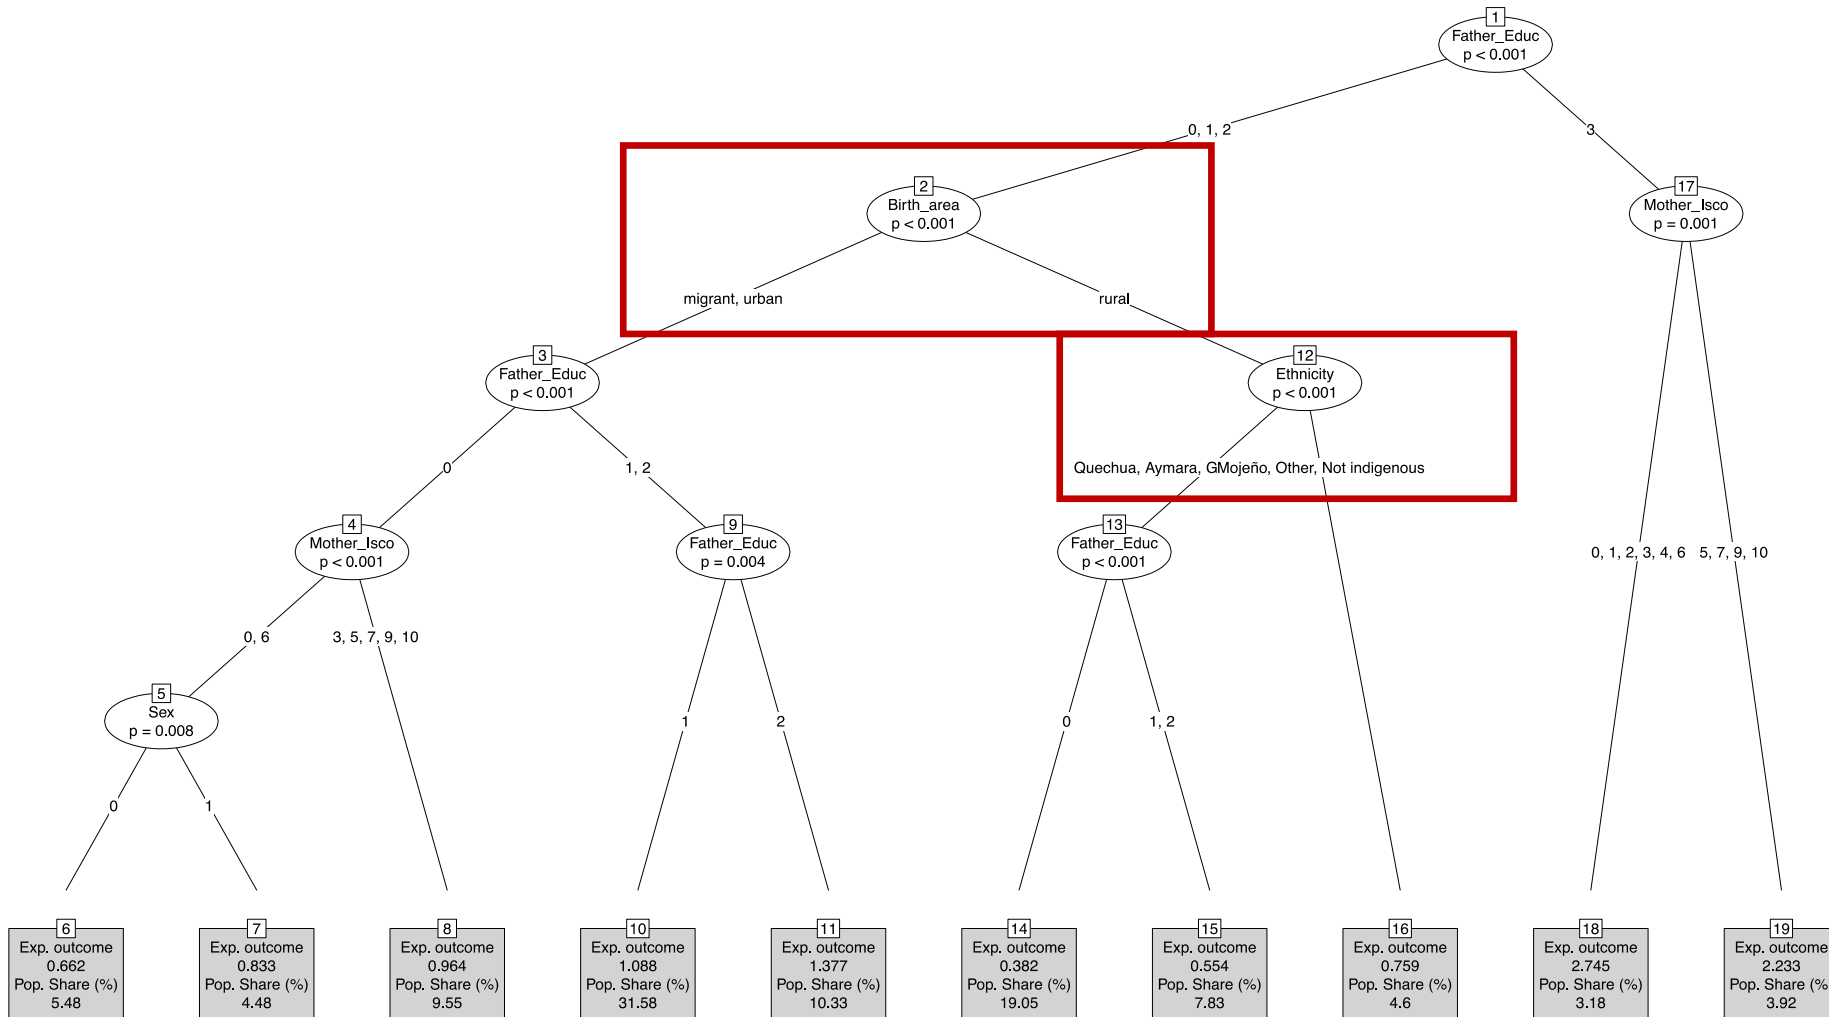 1
Father_Educ
p < 0.001
0, 1, 2
3
2
Birth_area
p < 0.001
17
Mother_Isco
p = 0.001
migrant, urban
rural
3
Father_Educ
p < 0.001
12
Ethnicity
p < 0.001
0
1, 2
Quechua, Aymara, GMojeño, Other, Not indigenous
4
Mother_Isco
p < 0.001
9
Father_Educ
p = 0.004
13
Father_Educ
p < 0.001
0, 1, 2, 3, 4, 6
5, 7, 9, 10
0, 6
3, 5, 7, 9, 10
5
Sex
p = 0.008
1
2
0
1, 2
0
1
6
Exp. outcome
0.662
Pop. Share (%)
5.48
7
Exp. outcome
0.833
Pop. Share (%)
4.48
8
Exp. outcome
0.964
Pop. Share (%)
9.55
10
Exp. outcome
1.088
Pop. Share (%)
31.58
11
Exp. outcome
1.377
Pop. Share (%)
10.33
14
Exp. outcome
0.382
Pop. Share (%)
19.05
15
Exp. outcome
0.554
Pop. Share (%)
7.83
16
Exp. outcome
0.759
Pop. Share (%)
4.6
18
Exp. outcome
2.745
Pop. Share (%)
3.18
19
Exp. outcome
2.233
Pop. Share (%)
3.92